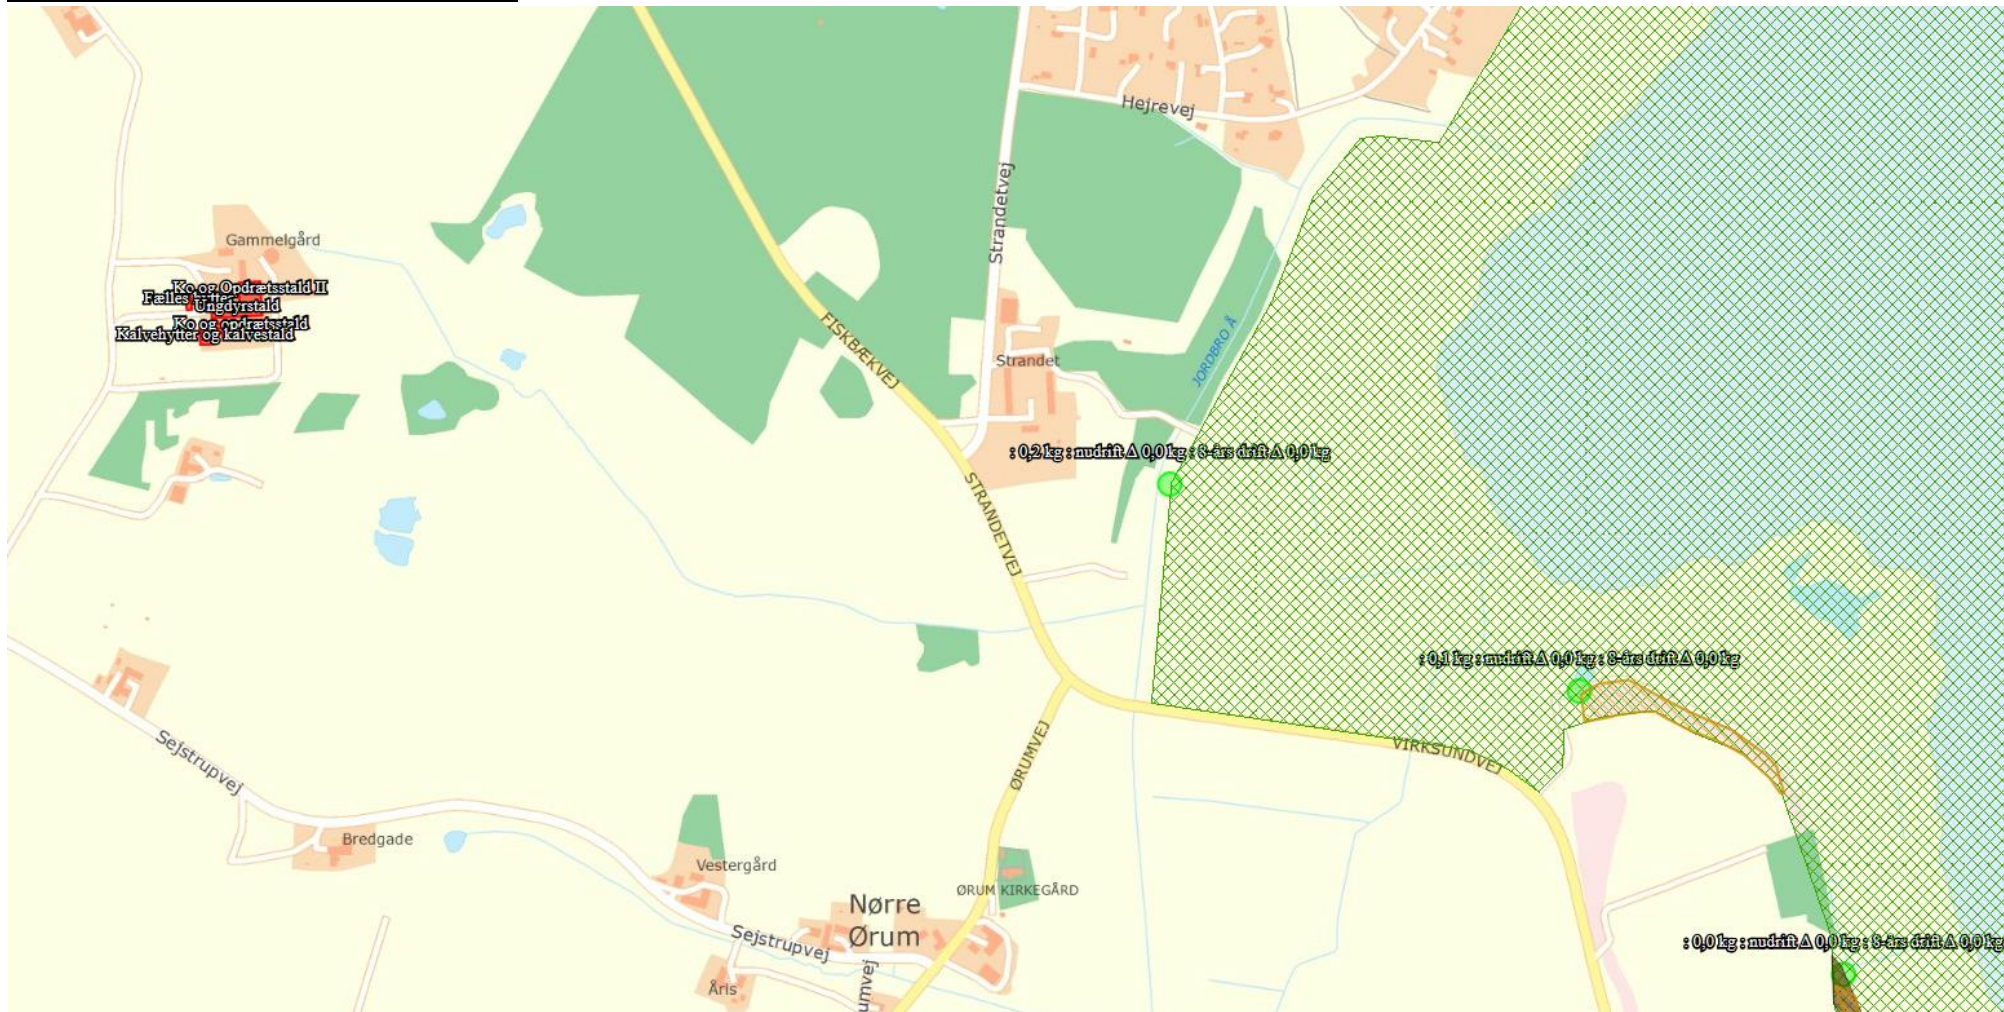 Hejrevej
Strandetvej
Gammelgård
Ko og Opdrætsstald II
Fælles hytter
Ungdyrstald
Ko og opdrætsstald
Kalvehytter og kalvestald
FISKBÆKVEJ
JORDBRO Å
Strandet
: 0,2 kg : nudrift Δ 0,0 kg : 8-års drift Δ 0,0 kg
STRANDETVEJ
: 0,1 kg : nudrift Δ 0,0 kg : 8-års drift Δ 0,0 kg
ØRUMVEJ
VIRKSUNDVEJ
Sejstrupvej
Bredgade
Vestergård
ØRUM KIRKEGÅRD
Nørre
Ørum
Sejstrupvej
: 0,0 kg : nudrift Δ 0,0 kg : 8-års drift Δ 0,0 kg
Åris
umvej